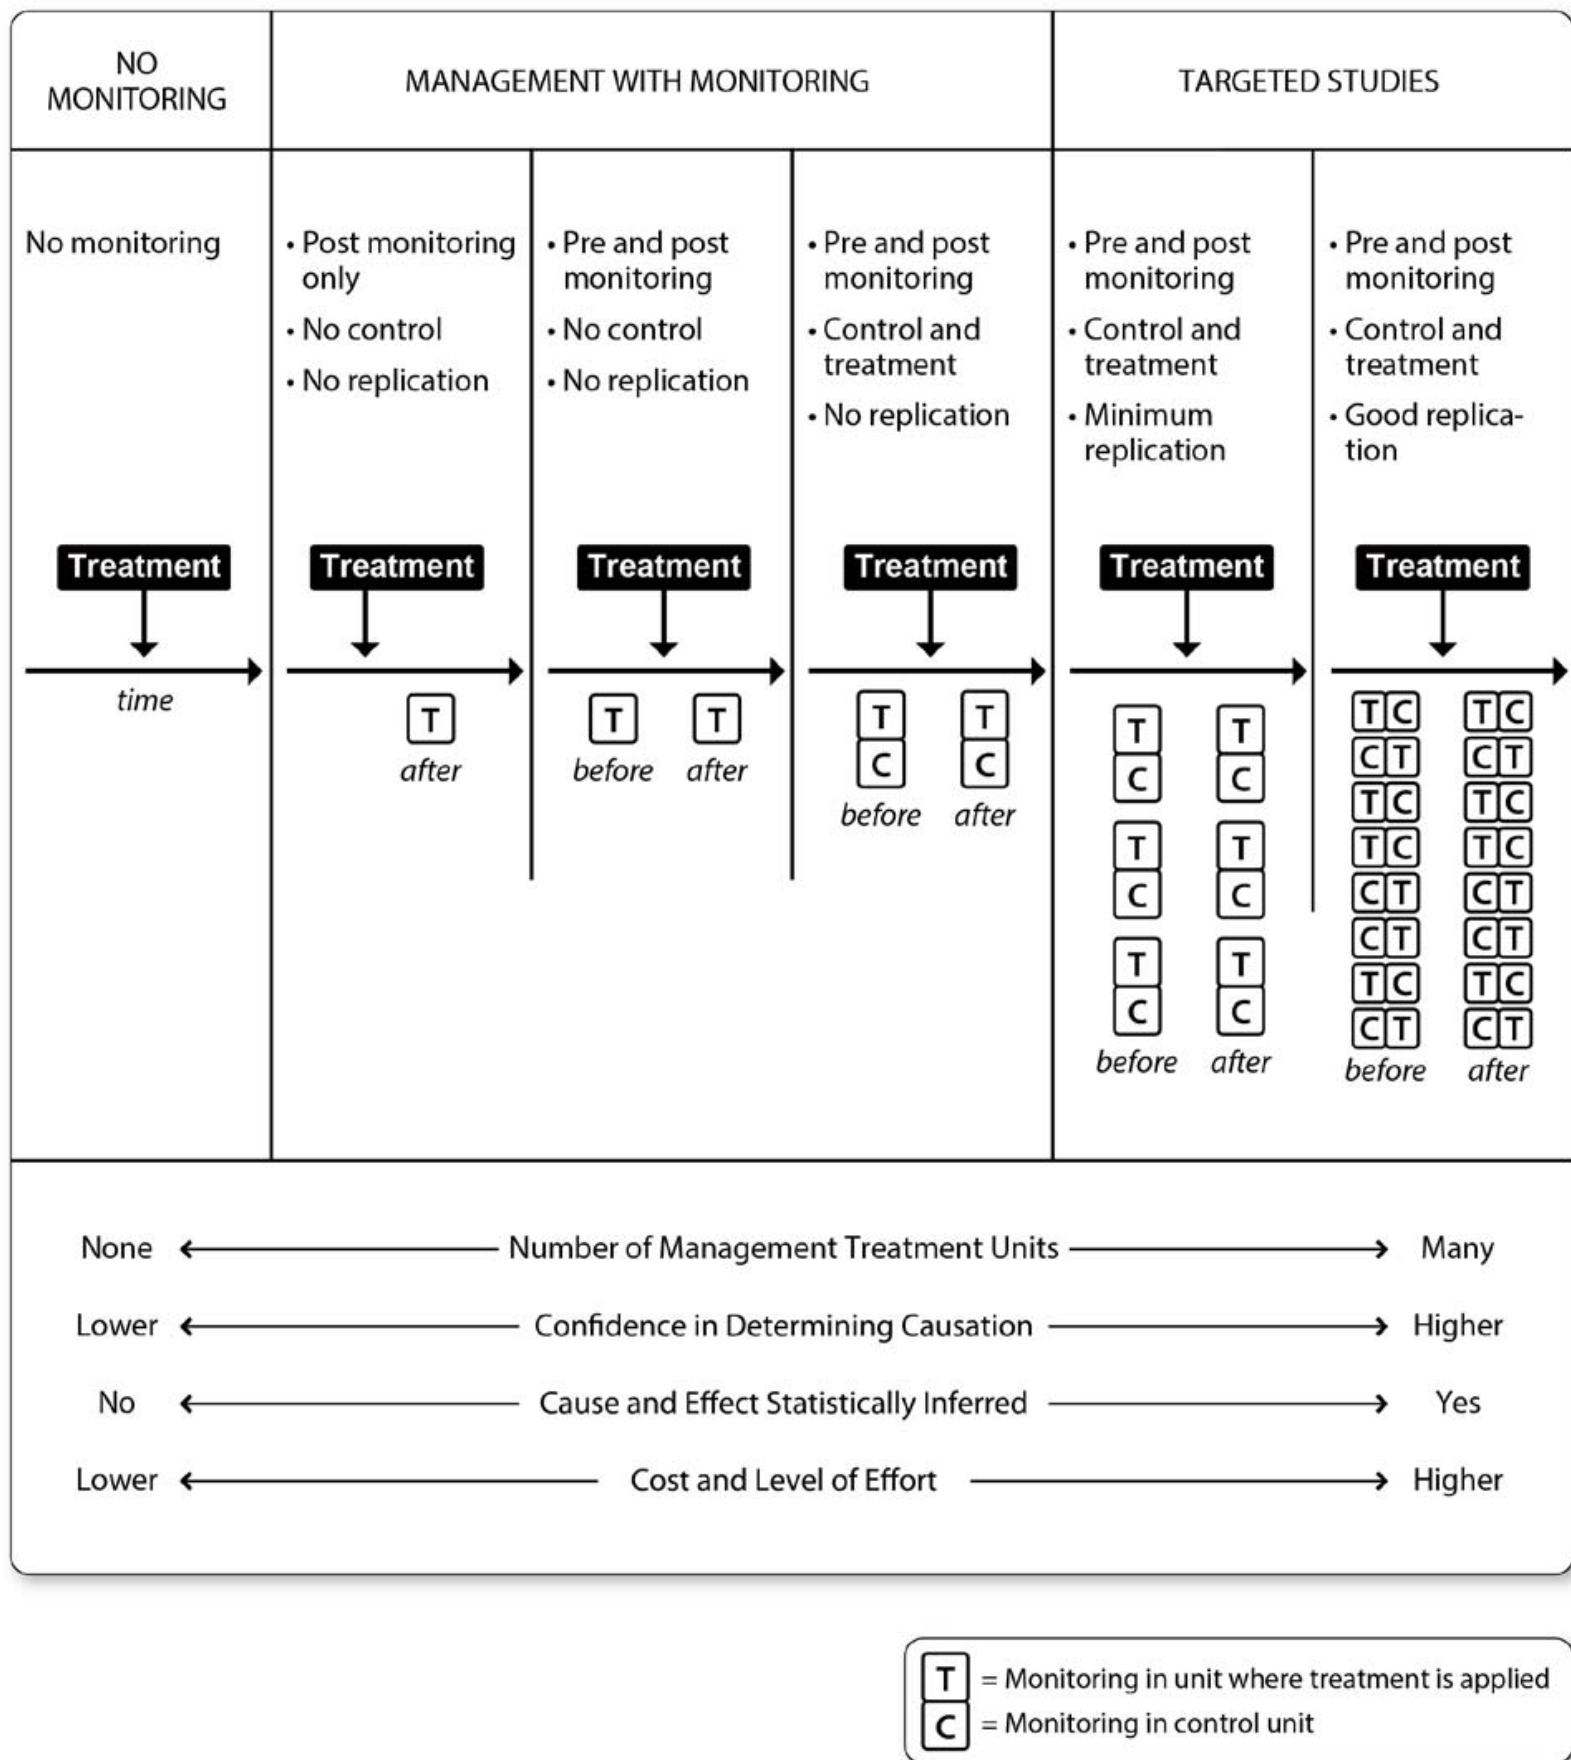 NO
MONITORING
MANAGEMENT WITH MONITORING
TARGETED STUDIES
No monitoring
• Post monitoring
only
• No control
• No replication
• Pre and post
monitoring
• No control
• No replication
• Pre and post
monitoring
• Control and
treatment
• No replication
• Pre and post
monitoring
• Control and
treatment
• Minimum
replication
• Pre and post
monitoring
• Control and
treatment
• Good replica-
tion
Treatment
time
Treatment
T
after
Treatment
T T
before after
Treatment
T T
C C
before after
Treatment
T T
C C
T T
C C
T T
C C
before after
Treatment
T C T C
C T C T
T C T C
T C T C
C T C T
C T C T
T C T C
C T C T
before after
None Number of Management Treatment Units Many
Lower Confidence in Determining Causation Higher
No Cause and Effect Statistically Inferred Yes
Lower Cost and Level of Effort Higher
T = Monitoring in unit where treatment is applied
C = Monitoring in control unit